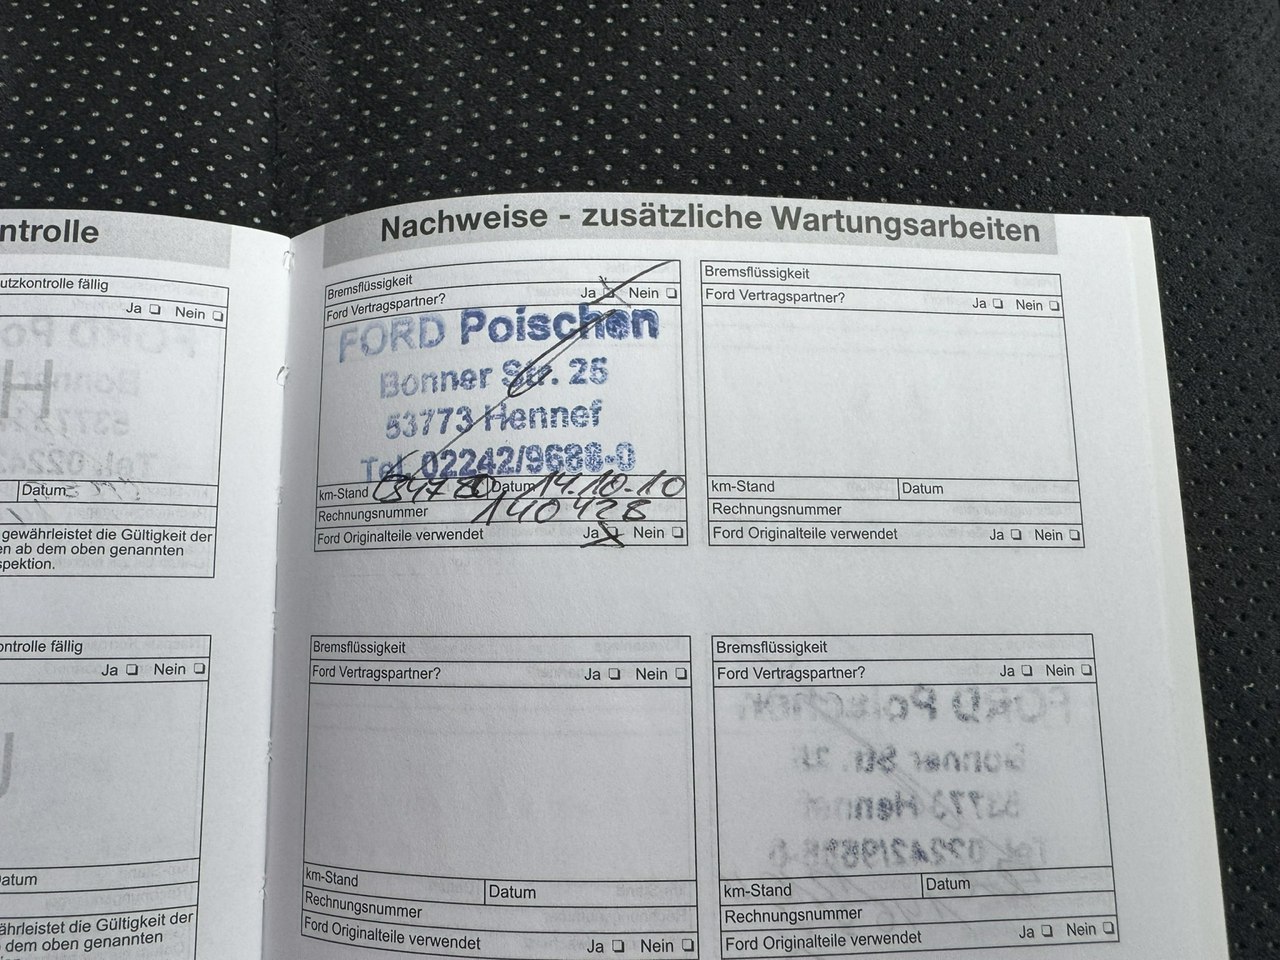 ntrolle
utzkontrolle fällig
Ja ❏ Nein ❏
Datum
gewährleistet die Gültigkeit der
en ab dem oben genannten
spektion.
ontrolle fällig
Ja ❏ Nein ❏
atum
ährleistet die Gültigkeit der
dem oben genannten
Nachweise - zusätzliche Wartungsarbeiten
Bremsflüssigkeit
Ford Vertragspartner? Ja ❏ Nein ❏
FORD Poischen
Bonner Str. 25
53773 Hennef
Tel. 02242/9688-0
km-Stand Datum 14.10.10
Rechnungsnummer 140428
Ford Originalteile verwendet Ja Nein ❏
Bremsflüssigkeit
Ford Vertragspartner? Ja ❏ Nein ❏
km-Stand Datum
Rechnungsnummer
Ford Originalteile verwendet Ja ❏ Nein ❏
Bremsflüssigkeit
Ford Vertragspartner? Ja ❏ Nein ❏
km-Stand Datum
Rechnungsnummer
Ford Originalteile verwendet Ja ❏ Nein ❏
Bremsflüssigkeit
Ford Vertragspartner? Ja ❏ Nein ❏
km-Stand Datum
Rechnungsnummer
Ford Originalteile verwendet Ja ❏ Nein ❏